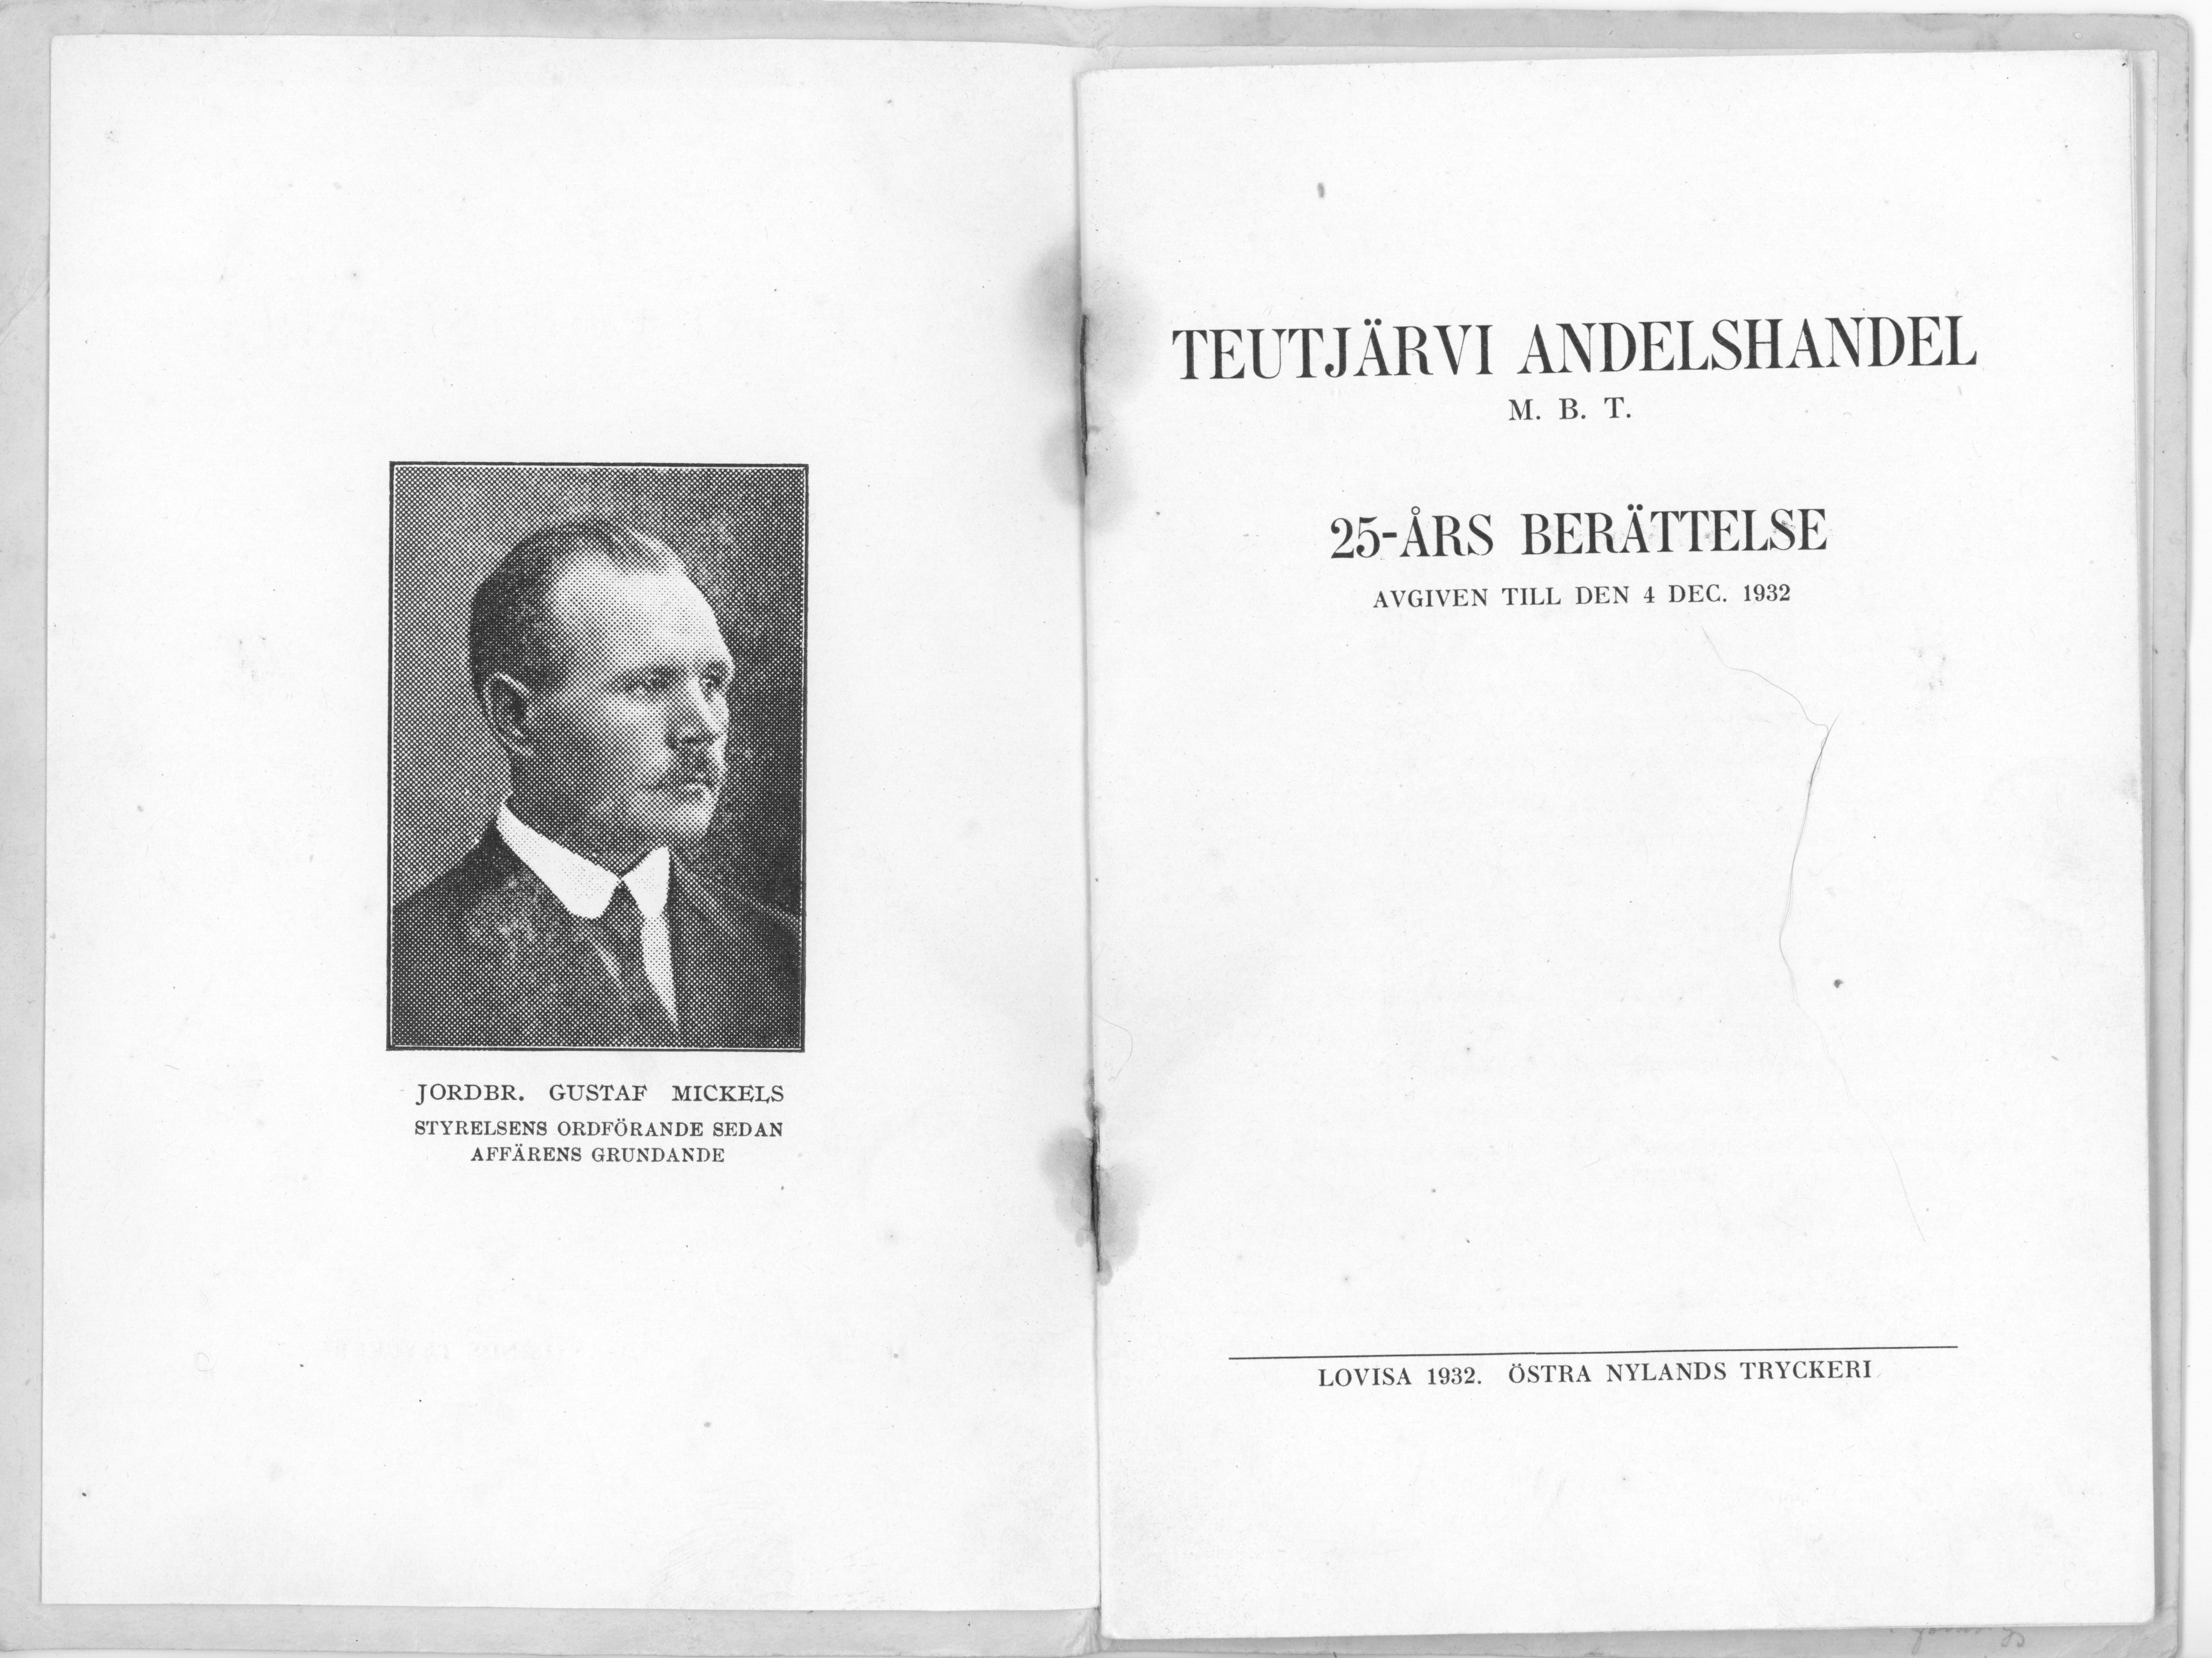 JORDBR. GUSTAF MICKELS
STYRELSENS ORDFÖRANDE SEDAN
AFFÄRENS GRUNDANDE
TEUTJÄRVI ANDELSHANDEL
M. B. T.
25-ÅRS BERÄTTELSE
AVGIVEN TILL DEN 4 DEC. 1932
LOVISA 1932. ÖSTRA NYLANDS TRYCKERI